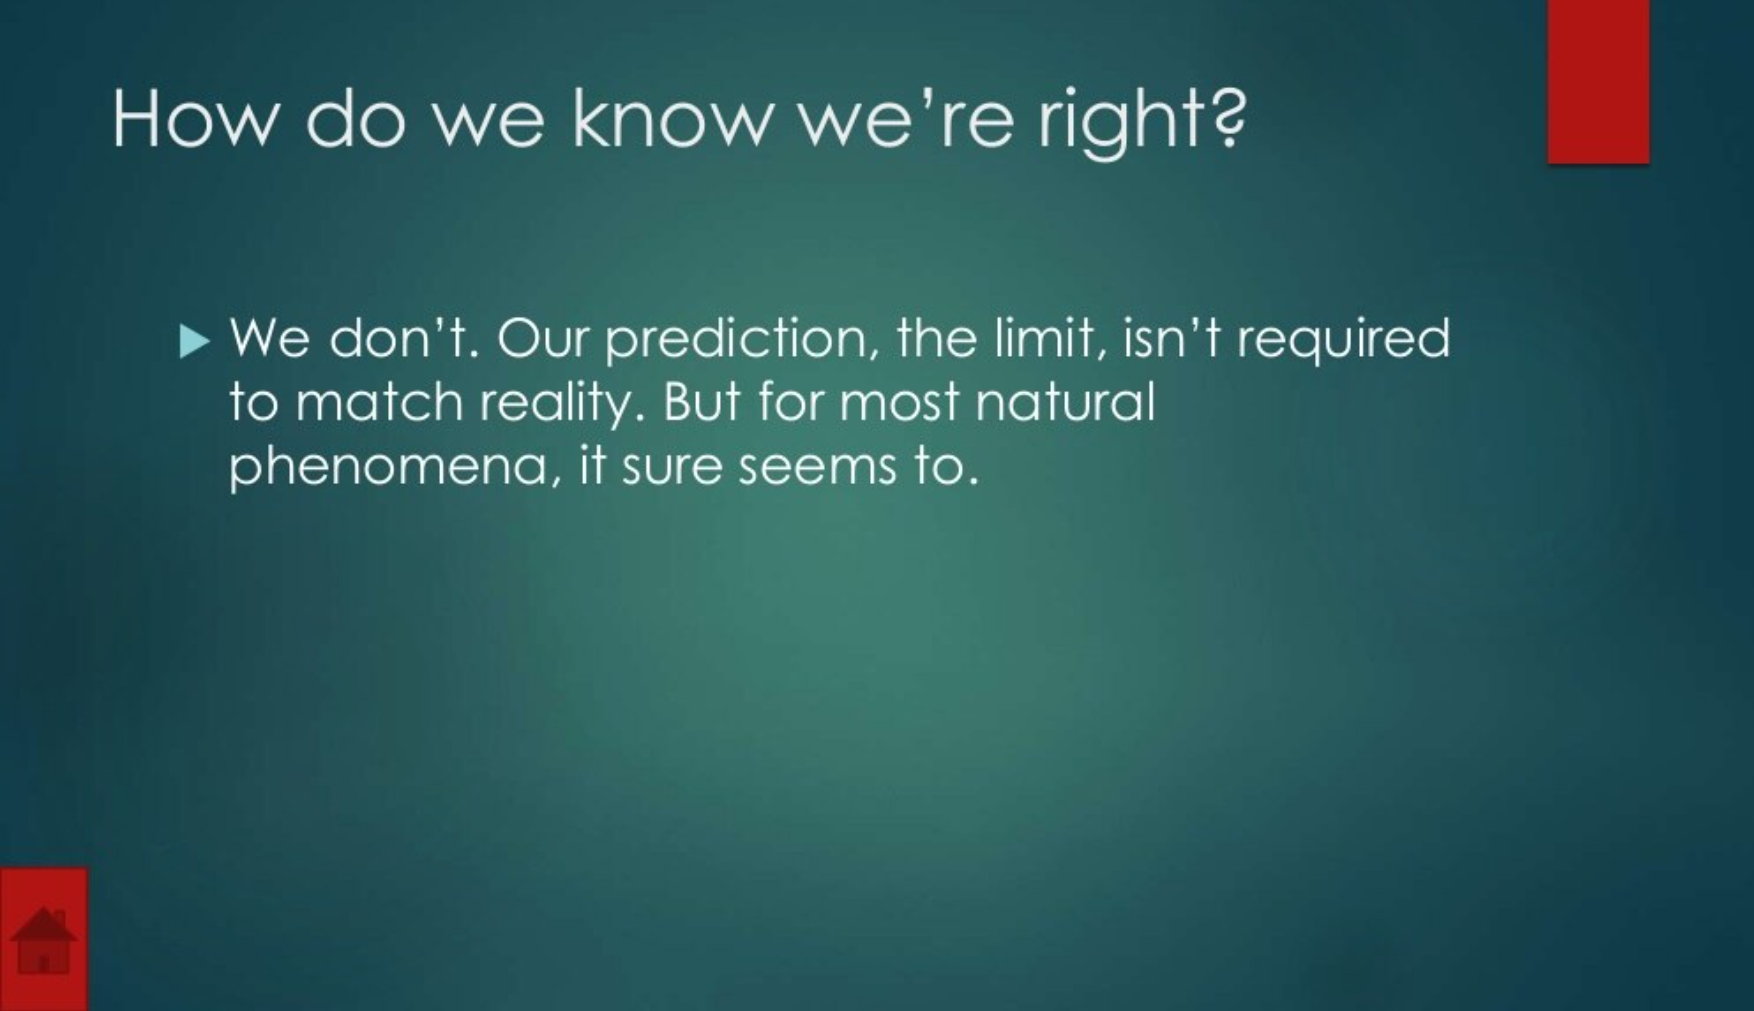 How do we know we're right?
We don't. Our prediction, the limit, isn't required
to match reality. But for most natural
phenomena, it sure seems to.